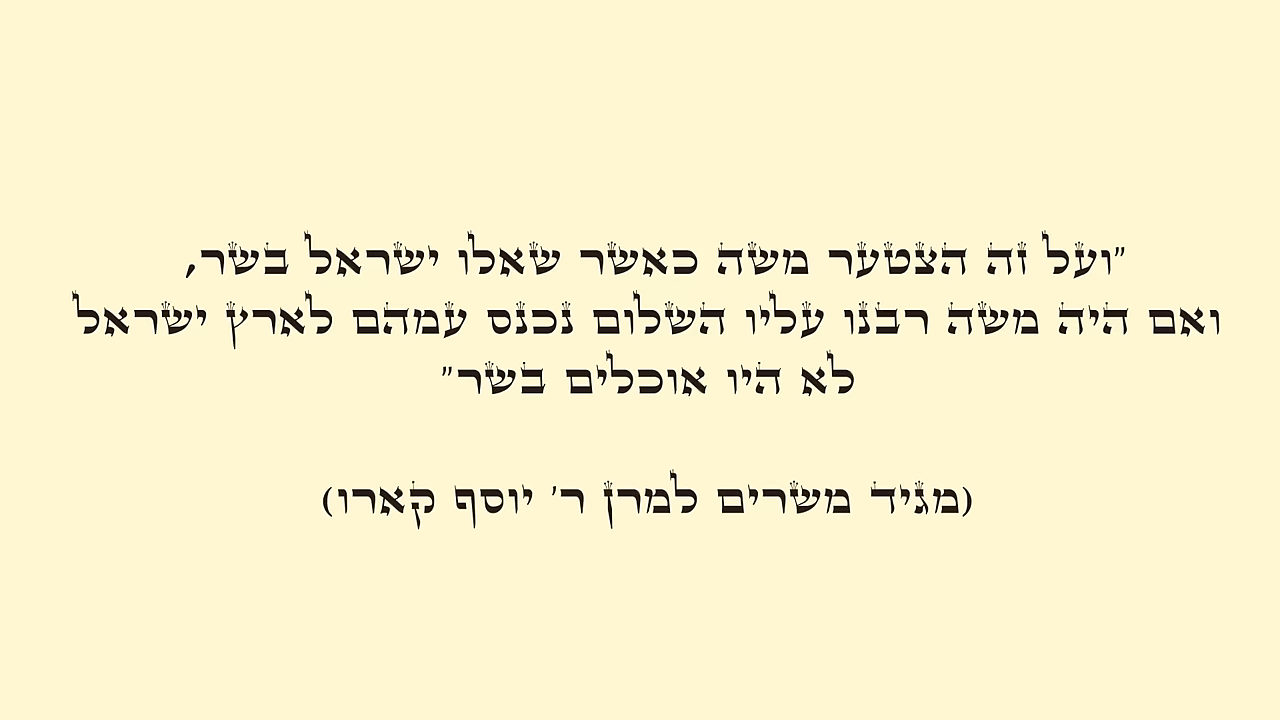 "ועל זה הצטער משה כאשר שאלו ישראל בשר,
ואם היה משה רבנו עליו השלום נכנס עמהם לארץ ישראל
לא היו אוכלים בשר"
(מגיד משרים למרן ר' יוסף קארו)